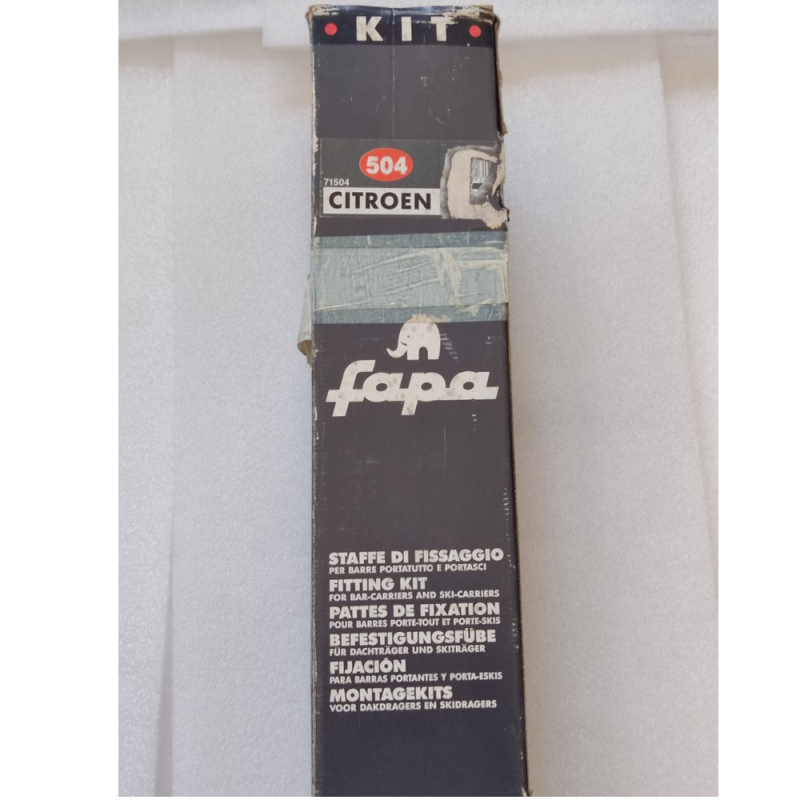 • KIT •
504
71504
CITROEN
fapa
STAFFE DI FISSAGGIO
PER BARRE PORTATUTTO E PORTASCI
FITTING KIT
FOR BAR-CARRIERS AND SKI-CARRIERS
PATTES DE FIXATION
POUR BARRES PORTE-TOUT ET PORTE-SKIS
BEFESTIGUNGSFÜBE
FÜR DACHTRÄGER UND SKITRÄGER
FIJACIÓN
PARA BARRAS PORTANTES Y PORTA-ESKIS
MONTAGEKITS
VOOR DAKDRAGERS EN SKIDRAGERS